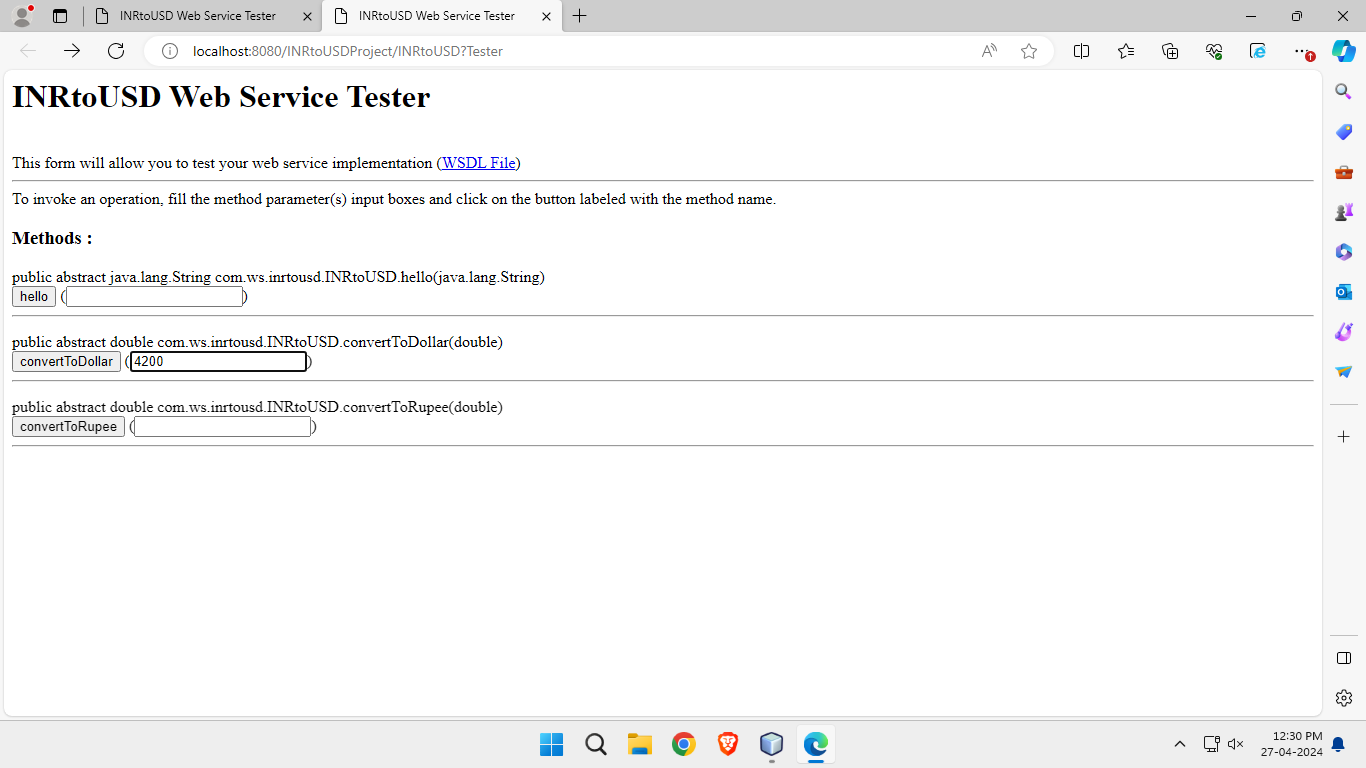 INRtoUSD Web Service Tester
INRtoUSD Web Service Tester
localhost:8080/INRtoUSDProject/INRtoUSD?Tester
INRtoUSD Web Service Tester
This form will allow you to test your web service implementation (WSDL File)
To invoke an operation, fill the method parameter(s) input boxes and click on the button labeled with the method name.
Methods :
public abstract java.lang.String com.ws.inrtousd.INRtoUSD.hello(java.lang.String)
hello ( )
public abstract double com.ws.inrtousd.INRtoUSD.convertToDollar(double)
convertToDollar (4200)
public abstract double com.ws.inrtousd.INRtoUSD.convertToRupee(double)
convertToRupee ( )
12:30 PM
27-04-2024